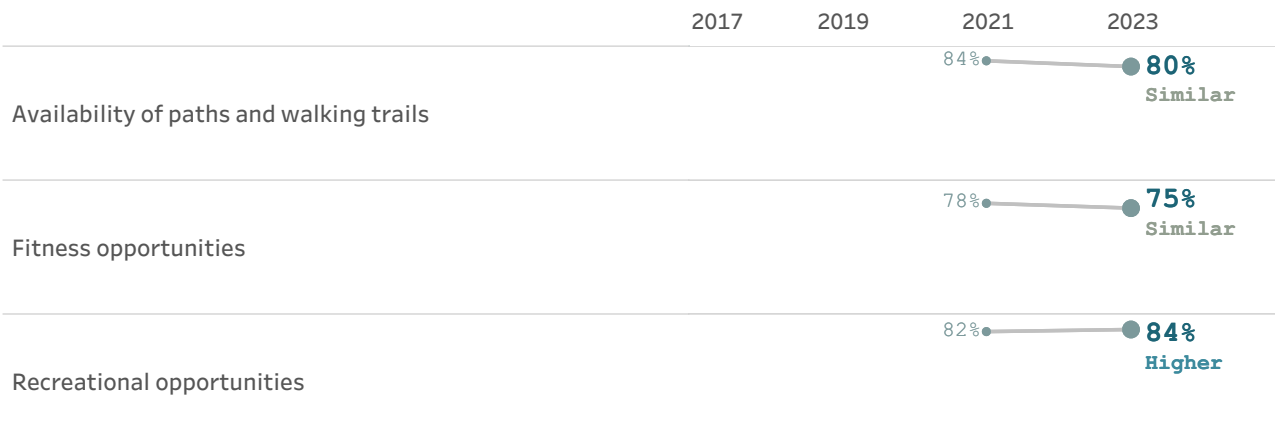 2017 2019 2021 2023
84% 80%
Similar
Availability of paths and walking trails
78% 75%
Similar
Fitness opportunities
82% 84%
Higher
Recreational opportunities